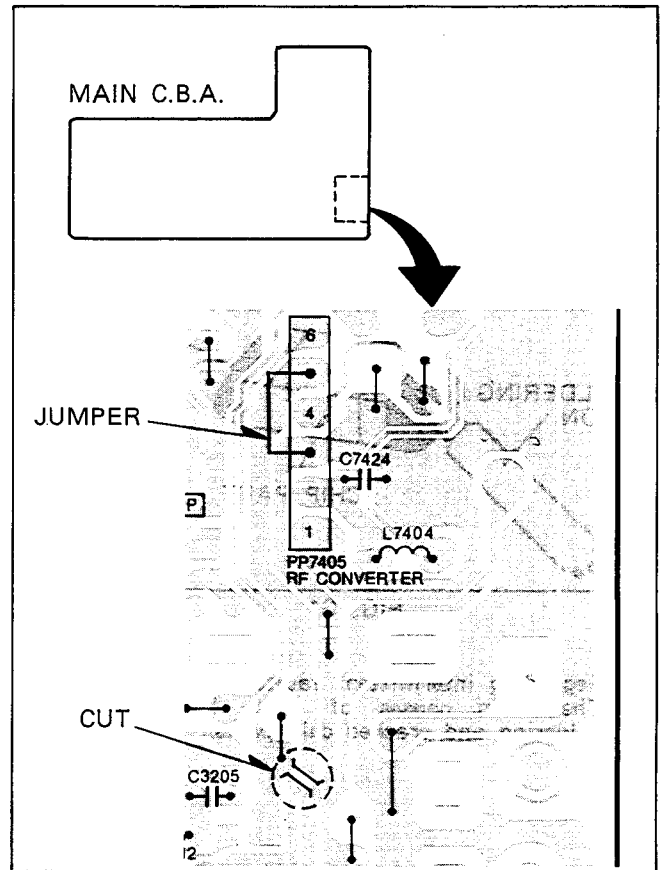 MAIN C.B.A.
6
JUMPER
4
C7424
P
1
L7404
PP7405
RF CONVERTER
CUT
C3205